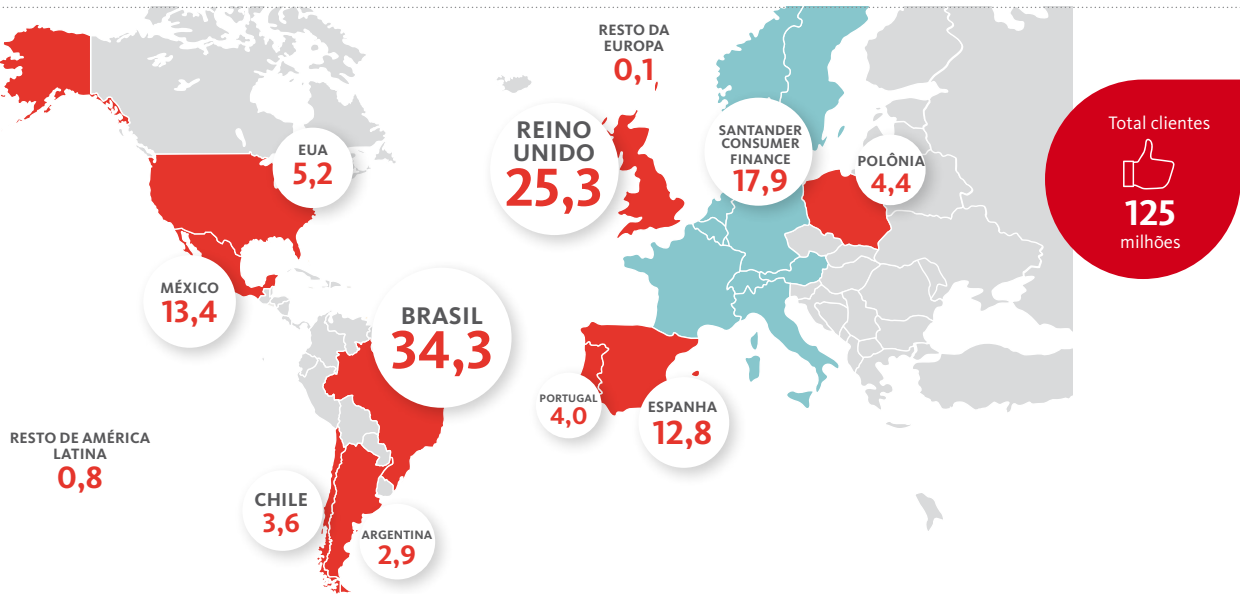 RESTO DA
EUROPA
0,1
REINO
UNIDO
25,3
SANTANDER
CONSUMER
FINANCE
17,9
POLÔNIA
4,4
Total clientes
125
milhões
EUA
5,2
MÉXICO
13,4
BRASIL
34,3
PORTUGAL
4,0
ESPANHA
12,8
RESTO DE AMÉRICA
LATINA
0,8
CHILE
3,6
ARGENTINA
2,9